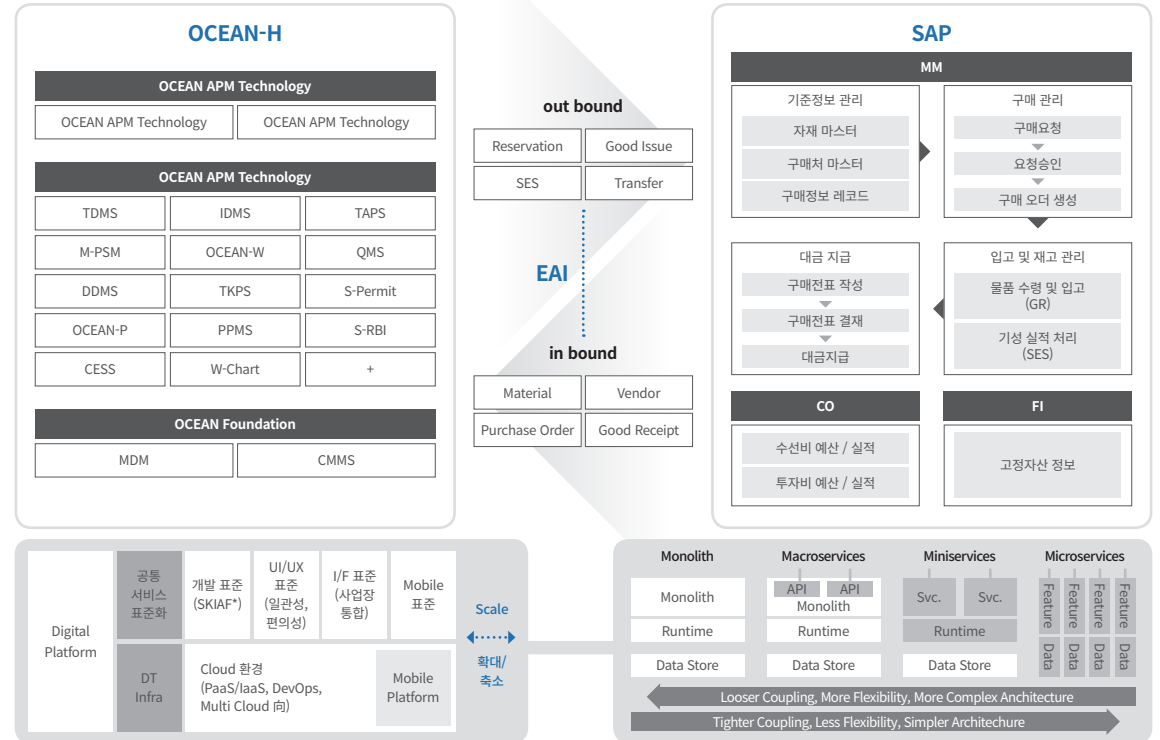 OCEAN-H
OCEAN APM Technology
OCEAN APM Technology
OCEAN APM Technology
OCEAN APM Technology
TDMS
IDMS
TAPS
M-PSM
OCEAN-W
QMS
DDMS
TKPS
S-Permit
OCEAN-P
PPMS
S-RBI
CESS
W-Chart
+
OCEAN Foundation
MDM
CMMS
out bound
Reservation
Good Issue
SES
Transfer
EAI
in bound
Material
Vendor
Purchase Order
Good Receipt
SAP
MM
기준정보 관리
자재 마스터
구매처 마스터
구매정보 레코드
구매 관리
구매요청
요청승인
구매 오더 생성
대금 지급
구매전표 작성
구매전표 결재
대금지급
입고 및 재고 관리
물품 수령 및 입고
(GR)
기성 실적 처리
(SES)
CO
수선비 예산 / 실적
투자비 예산 / 실적
FI
고정자산 정보
Digital
Platform
공통
서비스
표준화
개발 표준
(SKIAF*)
UI/UX
표준
(일관성,
편의성)
I/F 표준
(사업장
통합)
Mobile
표준
DT
Infra
Cloud 환경
(PaaS/IaaS, DevOps,
Multi Cloud 向)
Mobile
Platform
Scale
확대/
축소
Monolith
Monolith
Runtime
Data Store
Macroservices
API
API
Monolith
Runtime
Data Store
Miniservices
Svc.
Svc.
Runtime
Data Store
Microservices
Feature
Feature
Feature
Feature
Data
Data
Data
Data
Looser Coupling, More Flexibility, More Complex Architecture
Tighter Coupling, Less Flexibility, Simpler Architechure